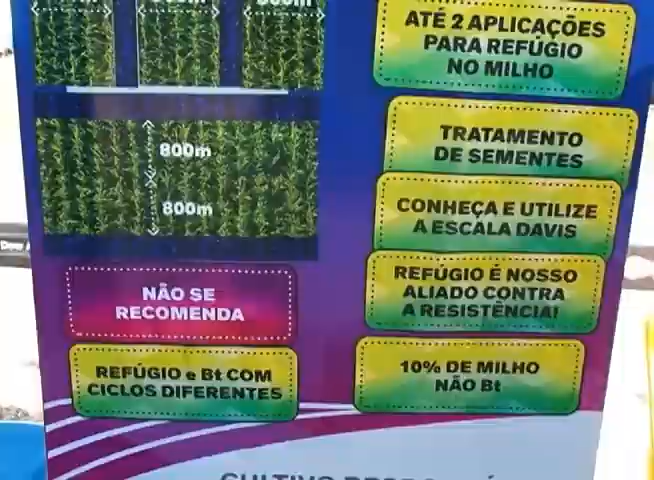 ATÉ 2 APLICAÇÕES
PARA REFÚGIO
NO MILHO
800m
800m
TRATAMENTO
DE SEMENTES
CONHEÇA E UTILIZE
A ESCALA DAVIS
NÃO SE
RECOMENDA
REFÚGIO É NOSSO
ALIADO CONTRA
A RESISTÊNCIA!
REFÚGIO e Bt COM
CICLOS DIFERENTES
10% DE MILHO
NÃO Bt